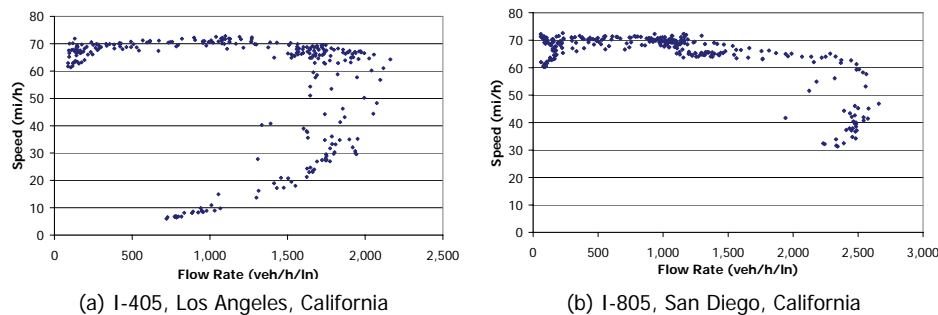 80
70
60
50
40
30
20
10
0
Speed (mi/h)
0 500 1,000 1,500 2,000 2,500
Flow Rate (veh/h/ln)
(a) I-405, Los Angeles, California
80
70
60
50
40
30
20
10
0
Speed (mi/h)
0 500 1,000 1,500 2,000 2,500 3,000
Flow Rate (veh/h/ln)
(b) I-805, San Diego, California